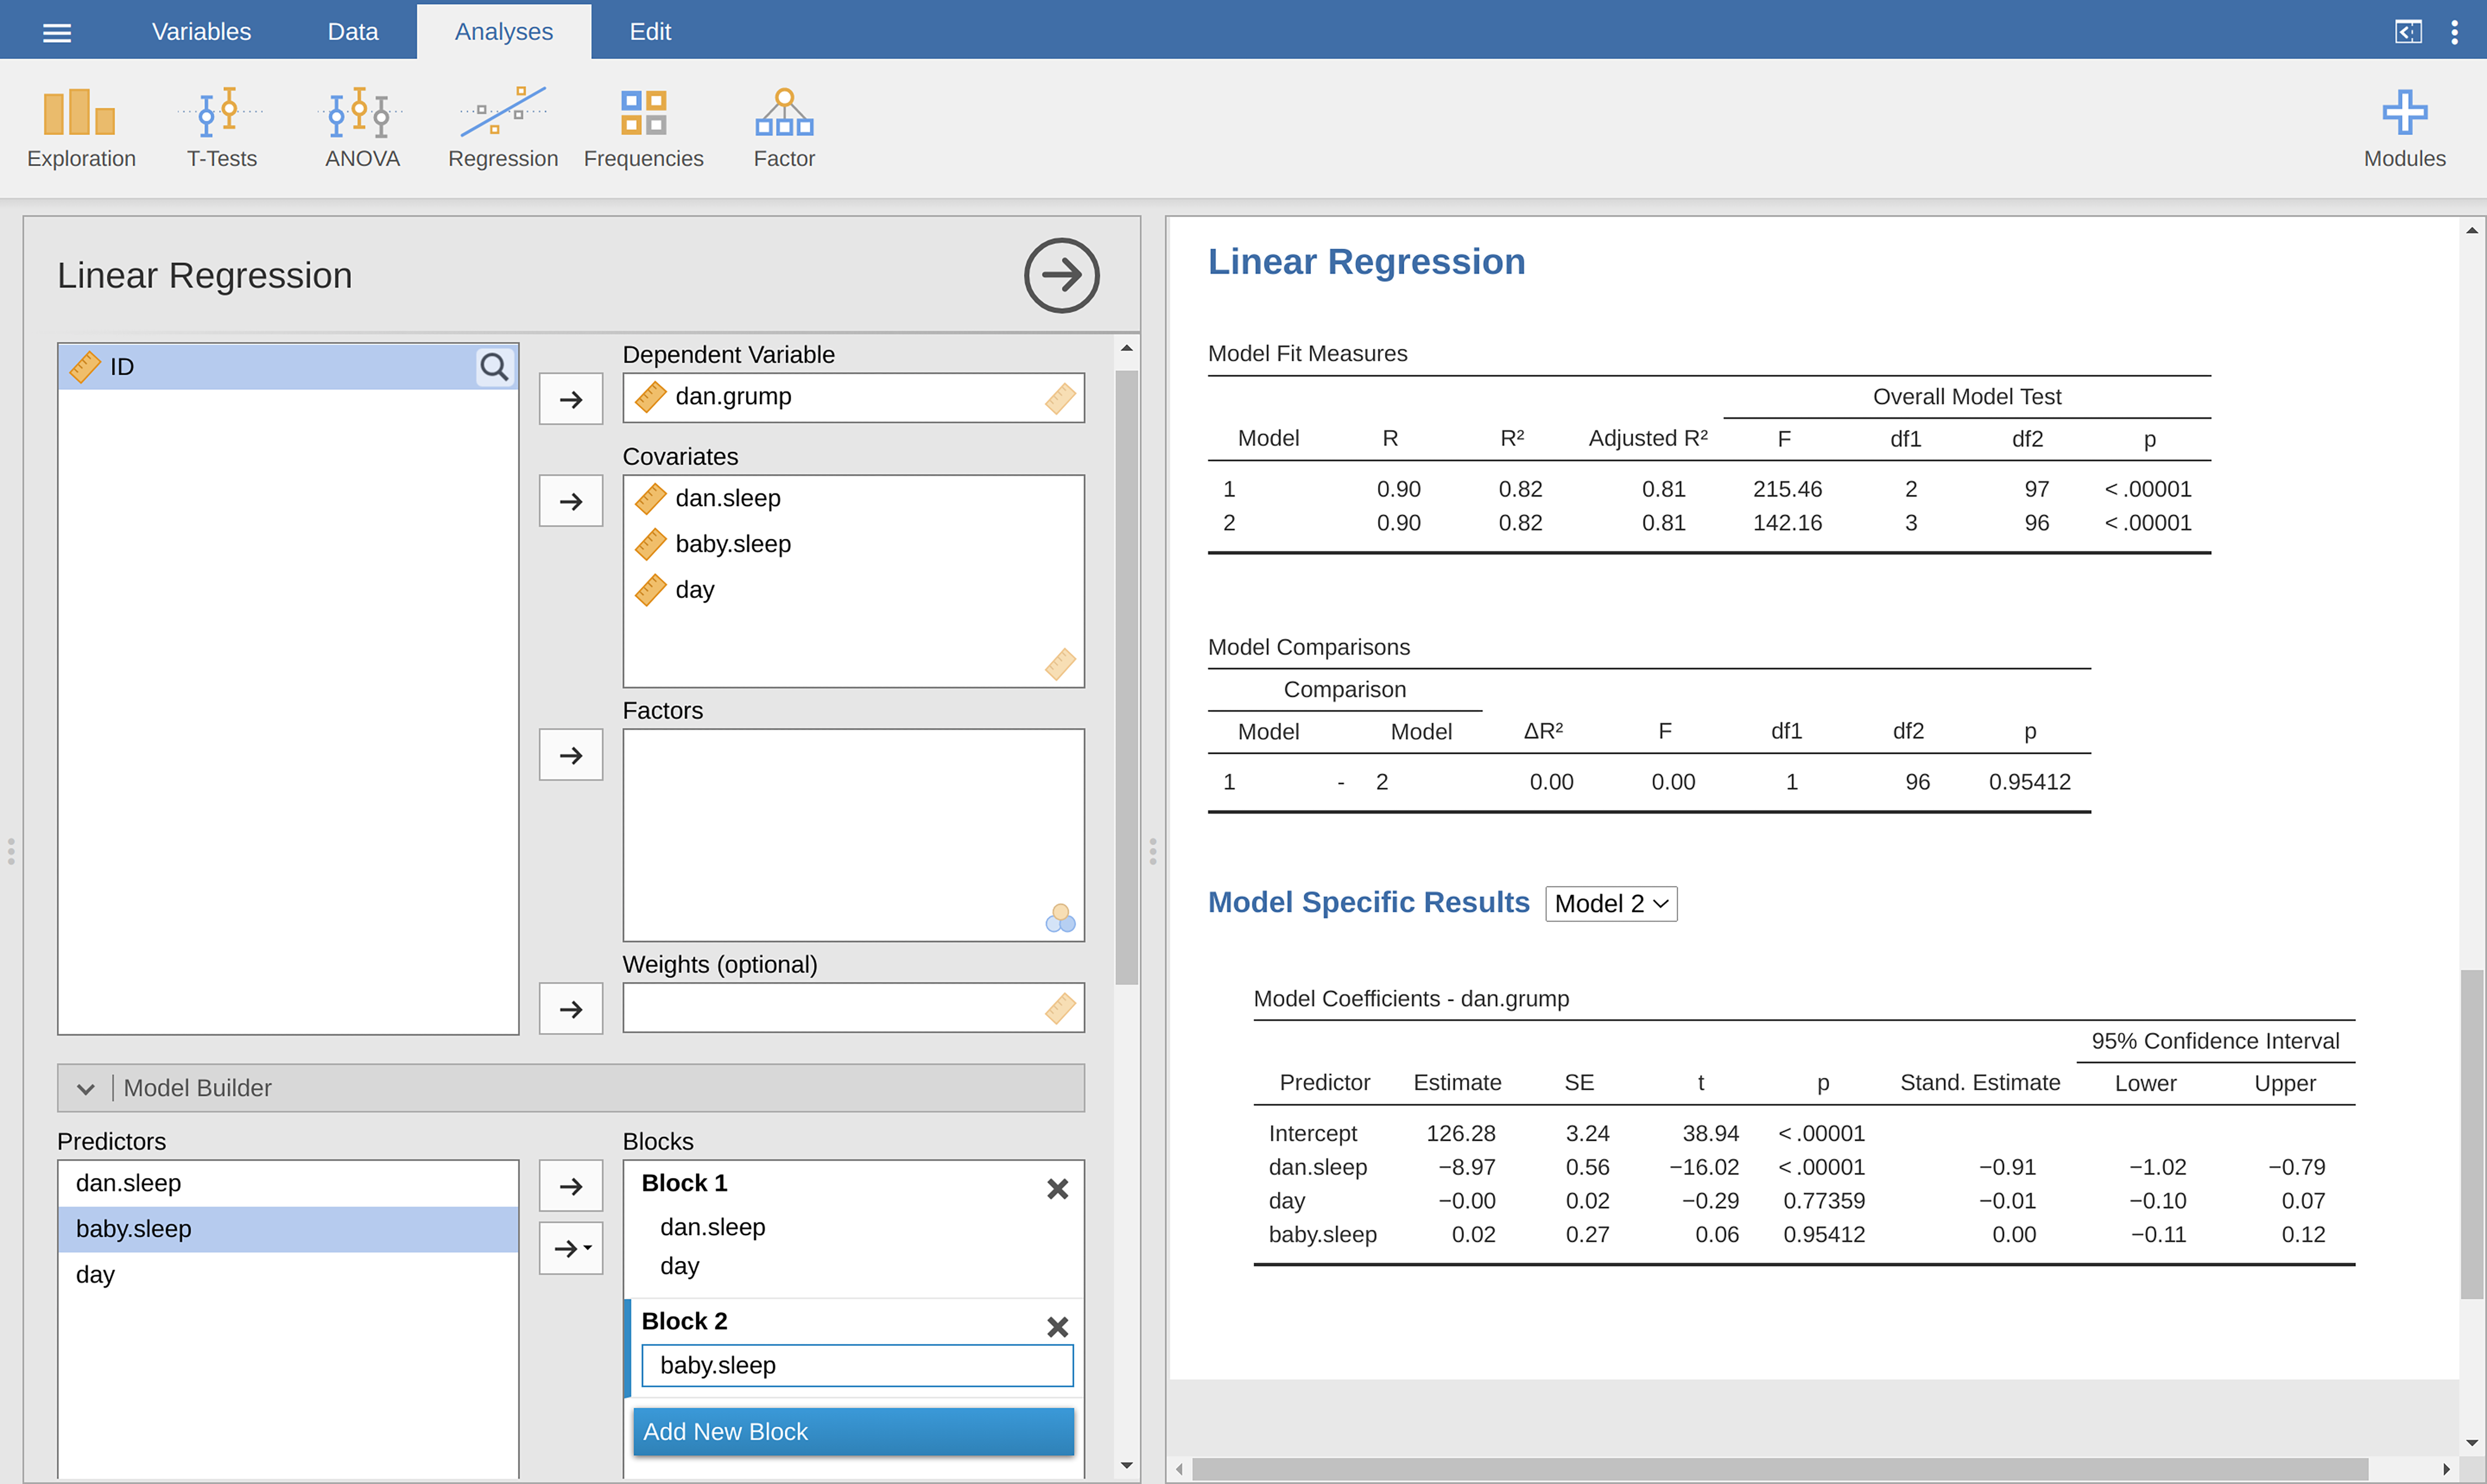 Variables Data Analyses Edit
Exploration T-Tests ANOVA Regression Frequencies Factor Modules
Linear Regression
ID
Dependent Variable
dan.grump
Covariates
dan.sleep
baby.sleep
day
Factors
Weights (optional)
Model Builder
Predictors
dan.sleep
baby.sleep
day
Blocks
Block 1
dan.sleep
day
Block 2
baby.sleep
Add New Block
Linear Regression
Model Fit Measures
Overall Model Test
Model R R² Adjusted R² F df1 df2 p
1 0.90 0.82 0.81 215.46 2 97 < .00001
2 0.90 0.82 0.81 142.16 3 96 < .00001
Model Comparisons
Comparison
Model Model ΔR² F df1 df2 p
1 - 2 0.00 0.00 1 96 0.95412
Model Specific Results Model 2
Model Coefficients - dan.grump
95% Confidence Interval
Predictor Estimate SE t p Stand. Estimate Lower Upper
Intercept 126.28 3.24 38.94 < .00001
dan.sleep −8.97 0.56 −16.02 < .00001 −0.91 −1.02 −0.79
day −0.00 0.02 −0.29 0.77359 −0.01 −0.10 0.07
baby.sleep 0.02 0.27 0.06 0.95412 0.00 −0.11 0.12